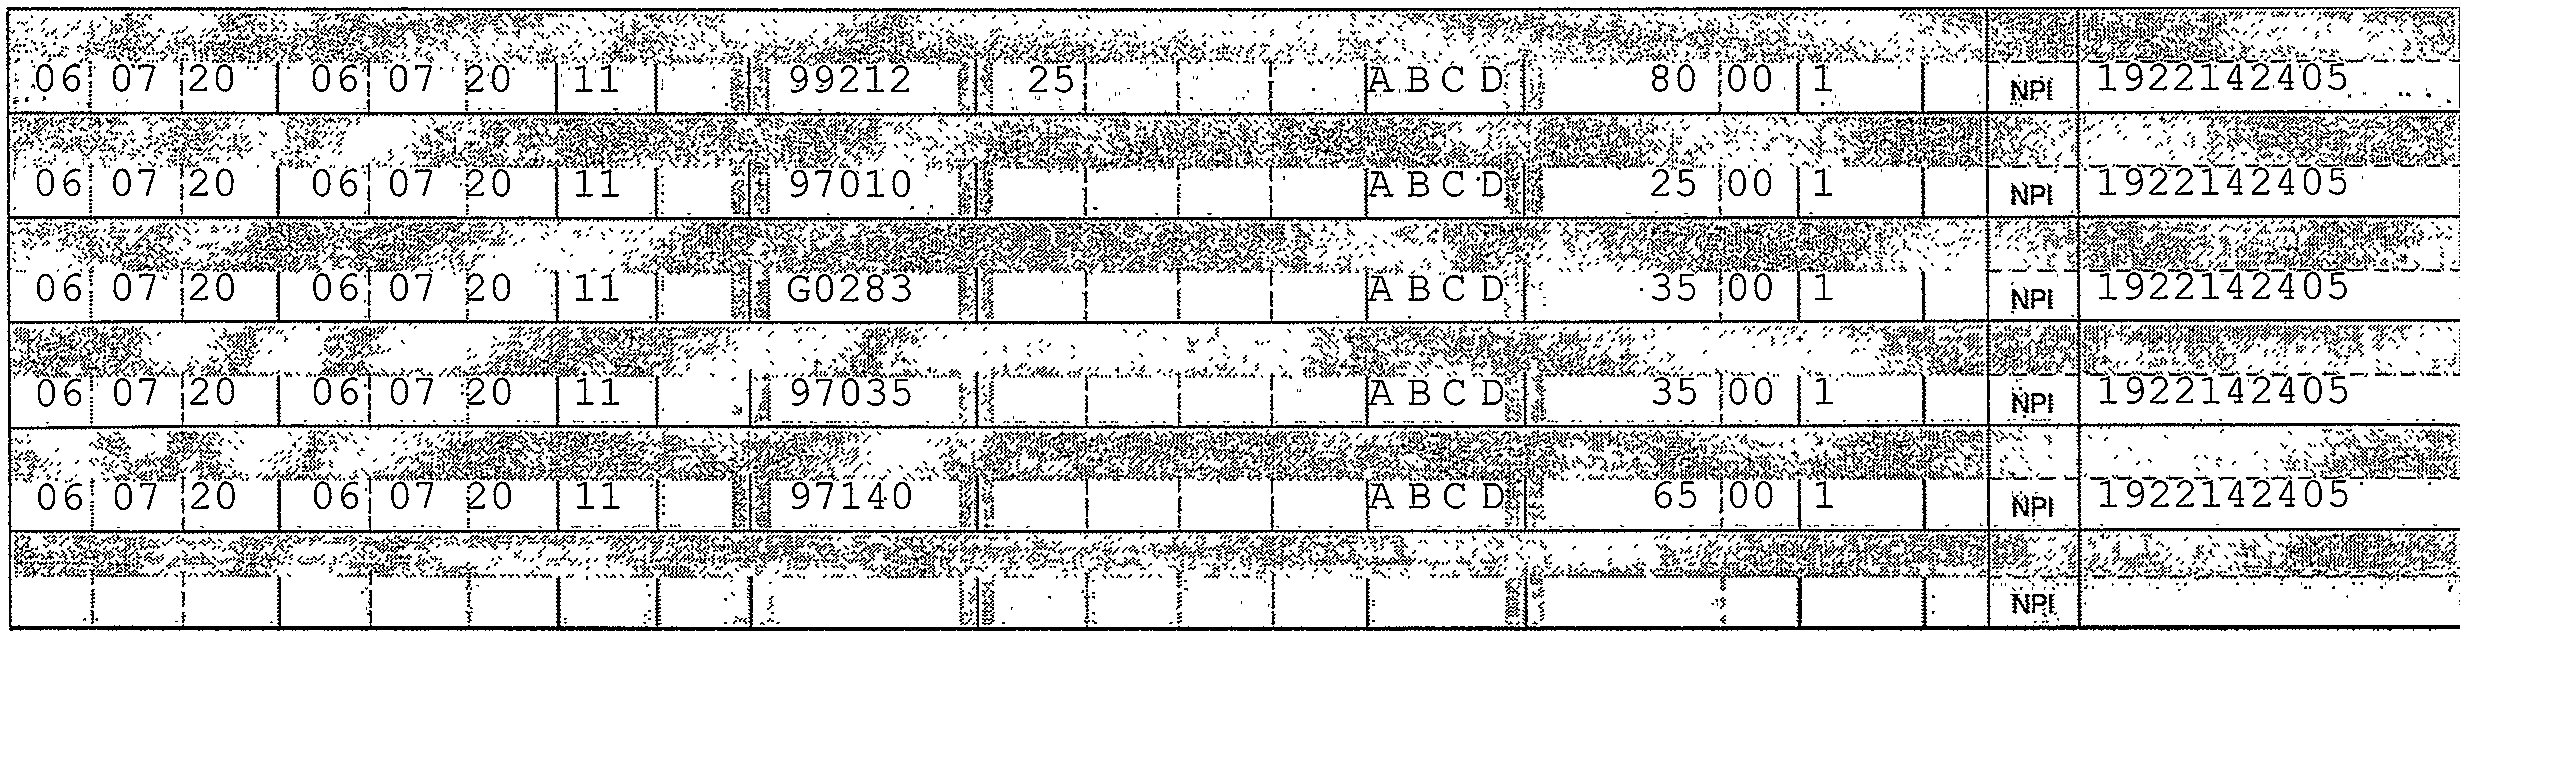 06 07 20 06 07 20 11 99212 25 A B C D 80 00 1 NPI 1922142405
06 07 20 06 07 20 11 97010 A B C D 25 00 1 NPI 1922142405
06 07 20 06 07 20 11 G0283 A B C D 35 00 1 NPI 1922142405
06 07 20 06 07 20 11 97035 A B C D 35 00 1 NPI 1922142405
06 07 20 06 07 20 11 97140 A B C D 65 00 1 NPI 1922142405
NPI